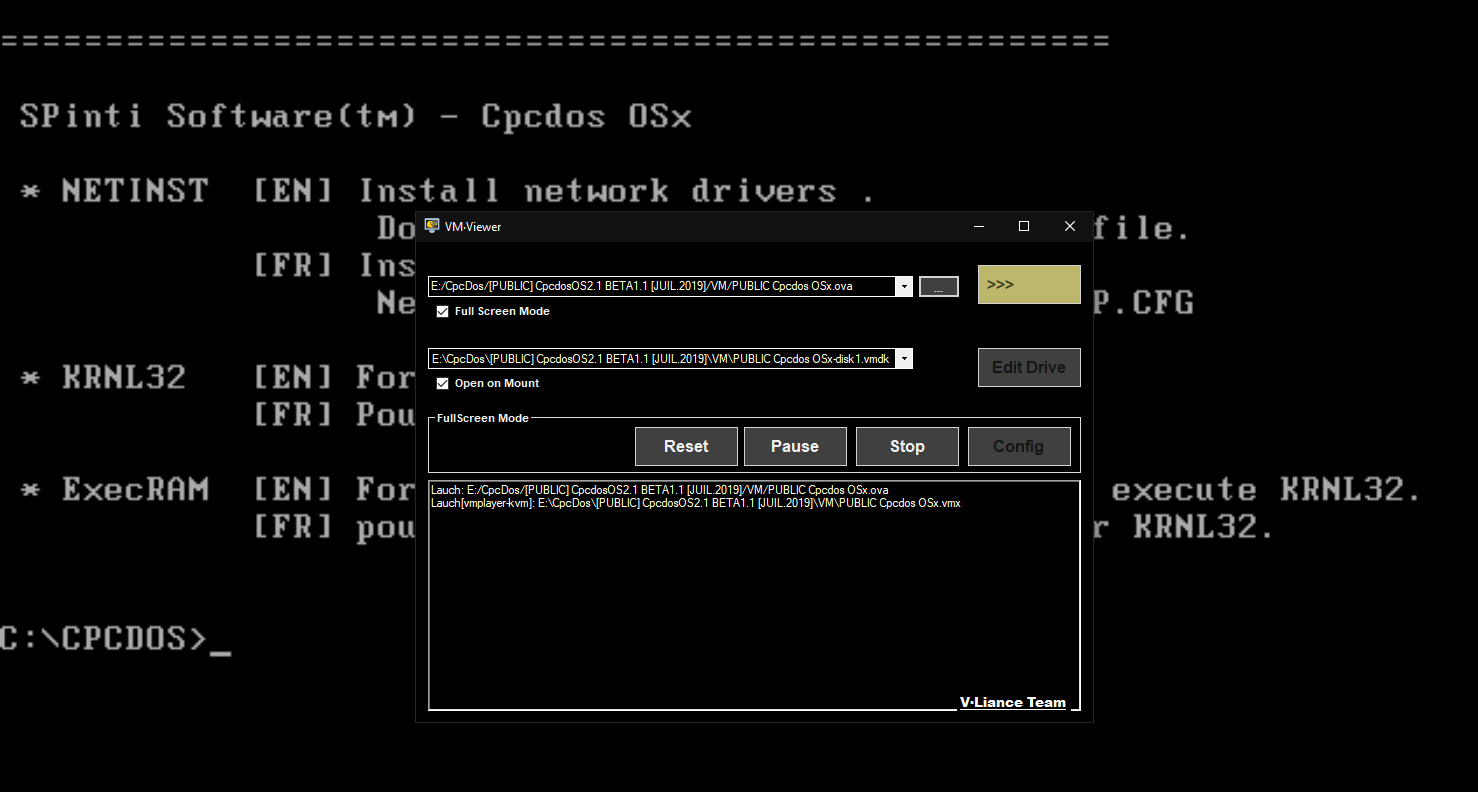 =====================================================
SPinti Software(tm) - Cpcdos OSx
* NETINST [EN] Install network drivers .
Do file.
[FR] Ins
Ne P.CFG
* KRNL32 [EN] For
[FR] Pou
* ExecRAM [EN] For execute KRNL32.
[FR] pou r KRNL32.
C:\CPCDOS>_
VM·Viewer
E:/CpcDos/[PUBLIC] CpcdosOS2.1 BETA1.1 [JUIL.2019]/VM/PUBLIC Cpcdos OSx.ova
...
>>>
Full Screen Mode
E:\CpcDos\[PUBLIC] CpcdosOS2.1 BETA1.1 [JUIL.2019]\VM\PUBLIC Cpcdos OSx-disk1.vmdk
Edit Drive
Open on Mount
FullScreen Mode
Reset
Pause
Stop
Config
Lauch: E:/CpcDos/[PUBLIC] CpcdosOS2.1 BETA1.1 [JUIL.2019]/VM/PUBLIC Cpcdos OSx.ova
Lauch[vmplayer-kvm]: E:\CpcDos\[PUBLIC] CpcdosOS2.1 BETA1.1 [JUIL.2019]\VM\PUBLIC Cpcdos OSx.vmx
V·Liance Team